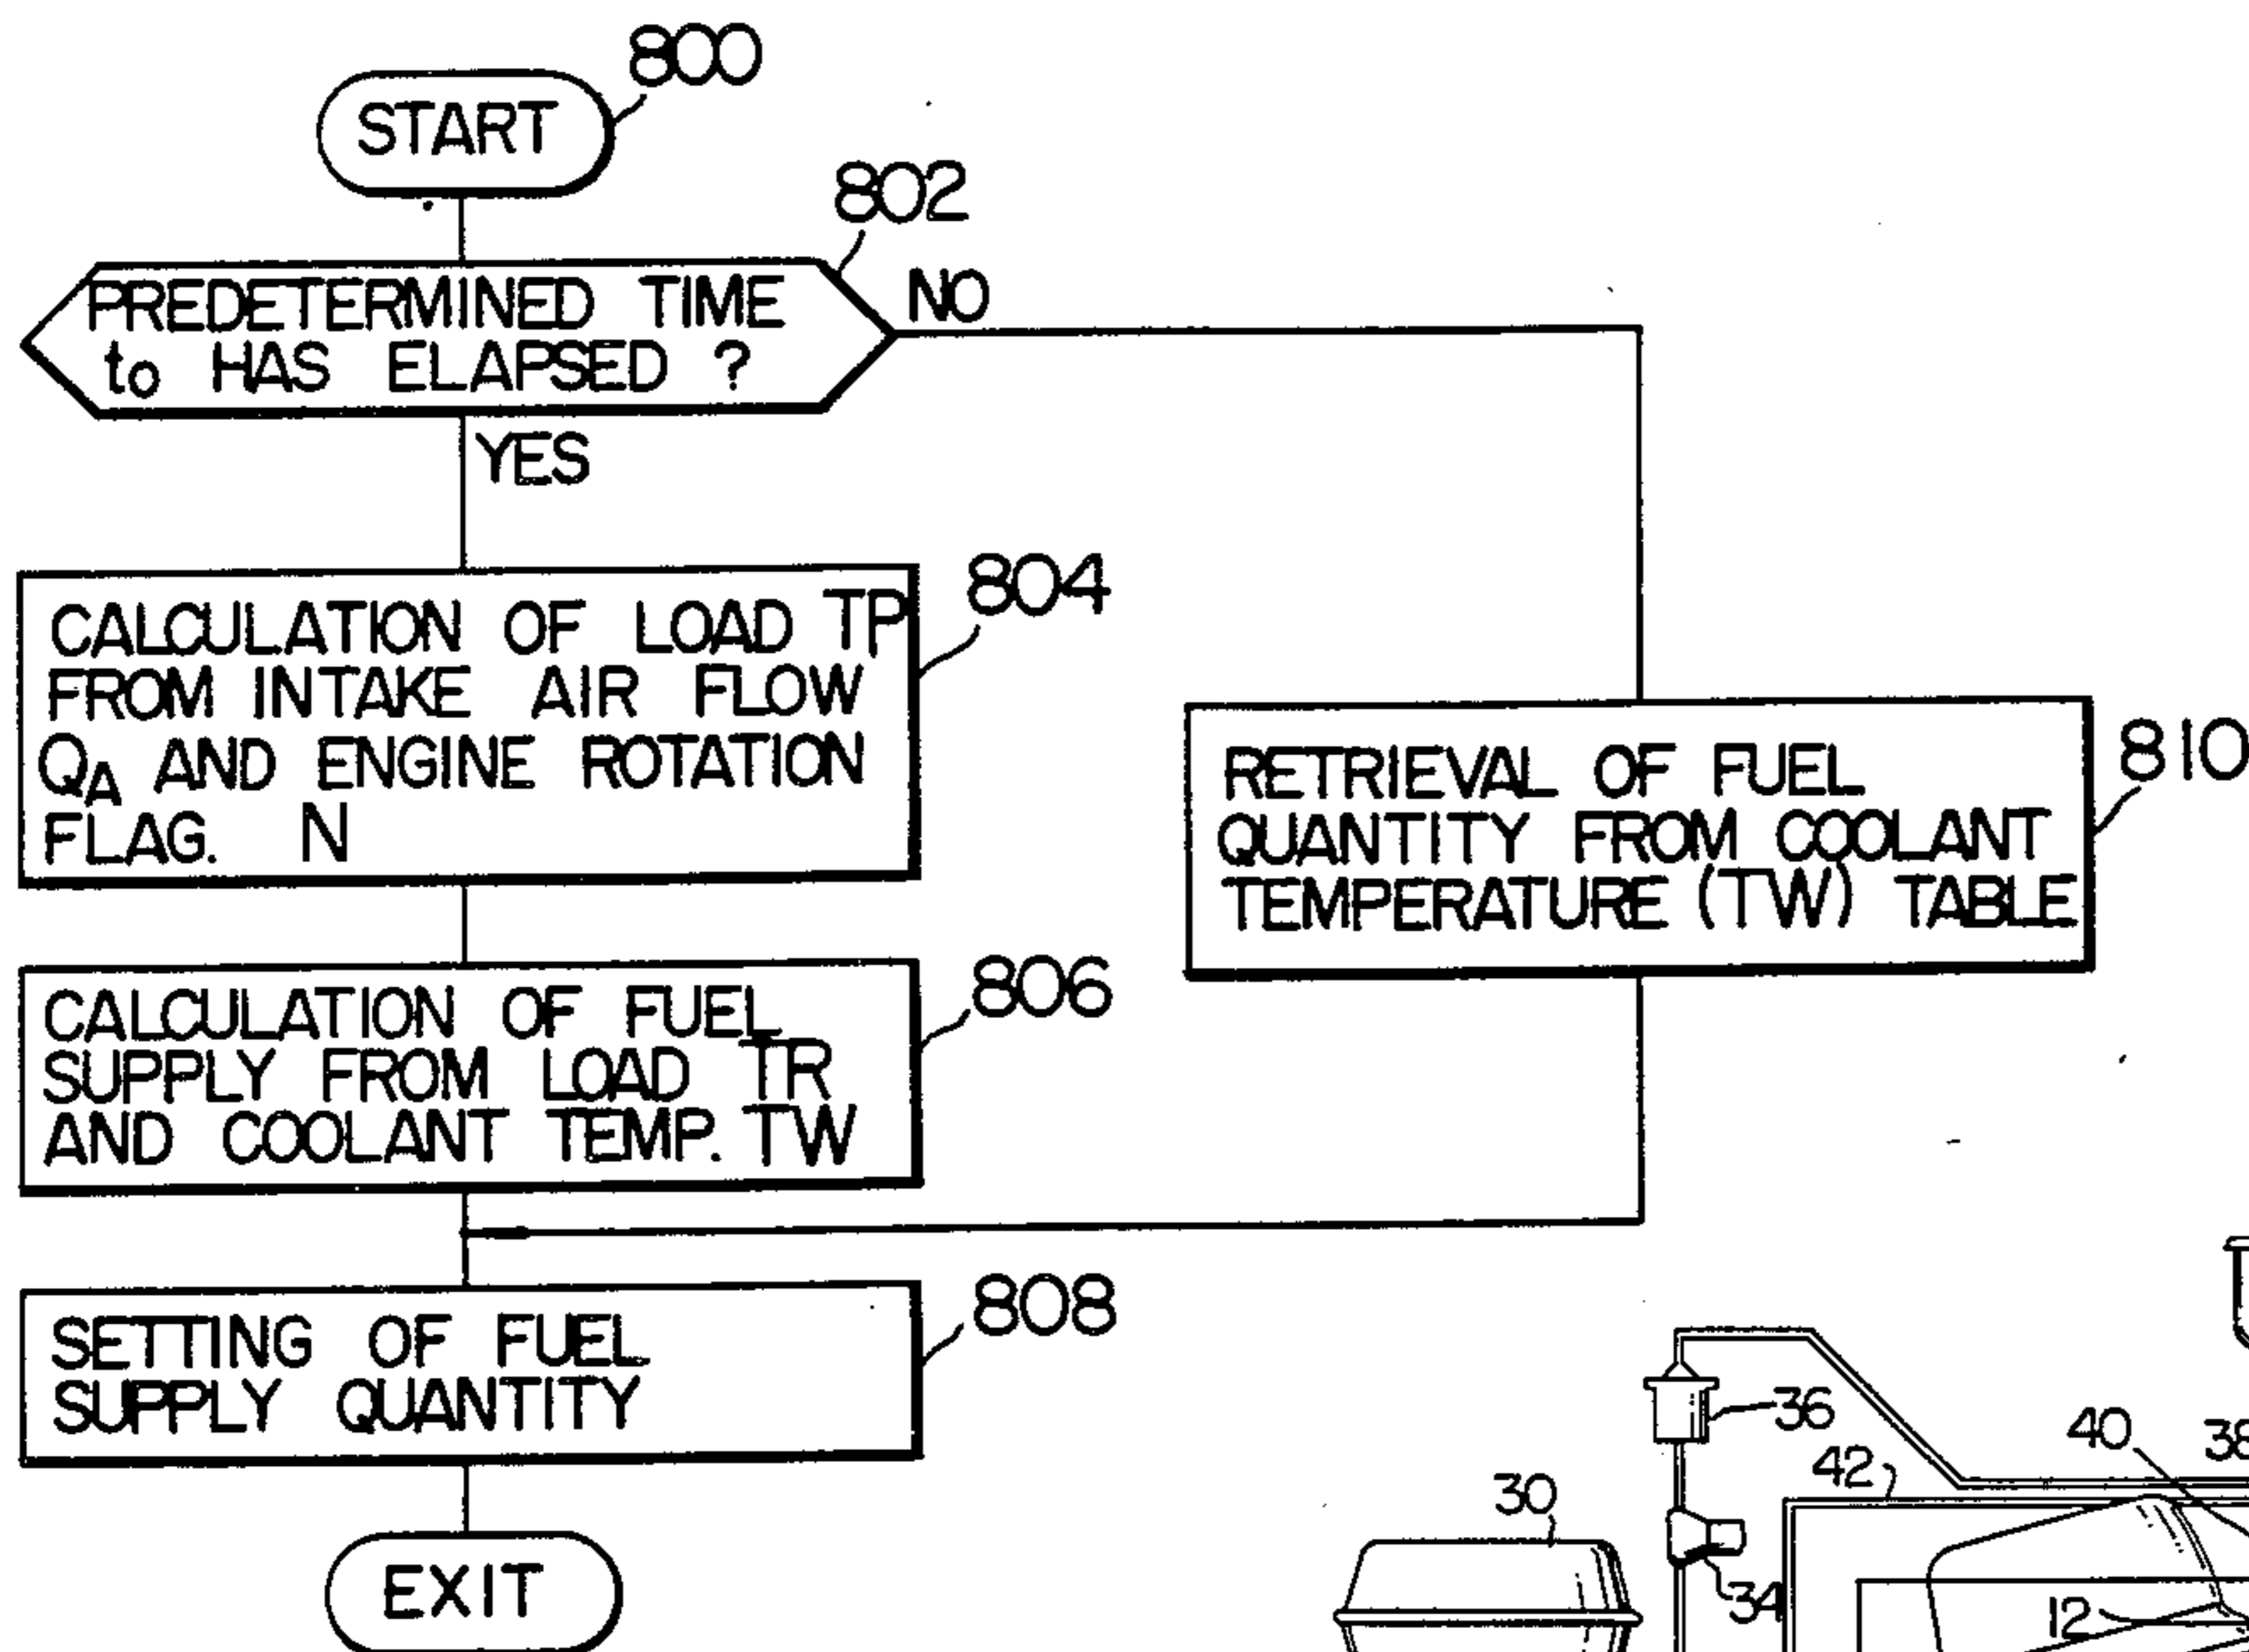 800
START
802
PREDETERMINED TIME
to HAS ELAPSED ?
NO
YES
804
CALCULATION OF LOAD TP
FROM INTAKE AIR FLOW
QA AND ENGINE ROTATION
FLAG. N
810
RETRIEVAL OF FUEL
QUANTITY FROM COOLANT
TEMPERATURE (TW) TABLE
806
CALCULATION OF FUEL
SUPPLY FROM LOAD TR
AND COOLANT TEMP. TW
808
SETTING OF FUEL
SUPPLY QUANTITY
EXIT
36
40
38
42
30
34
12